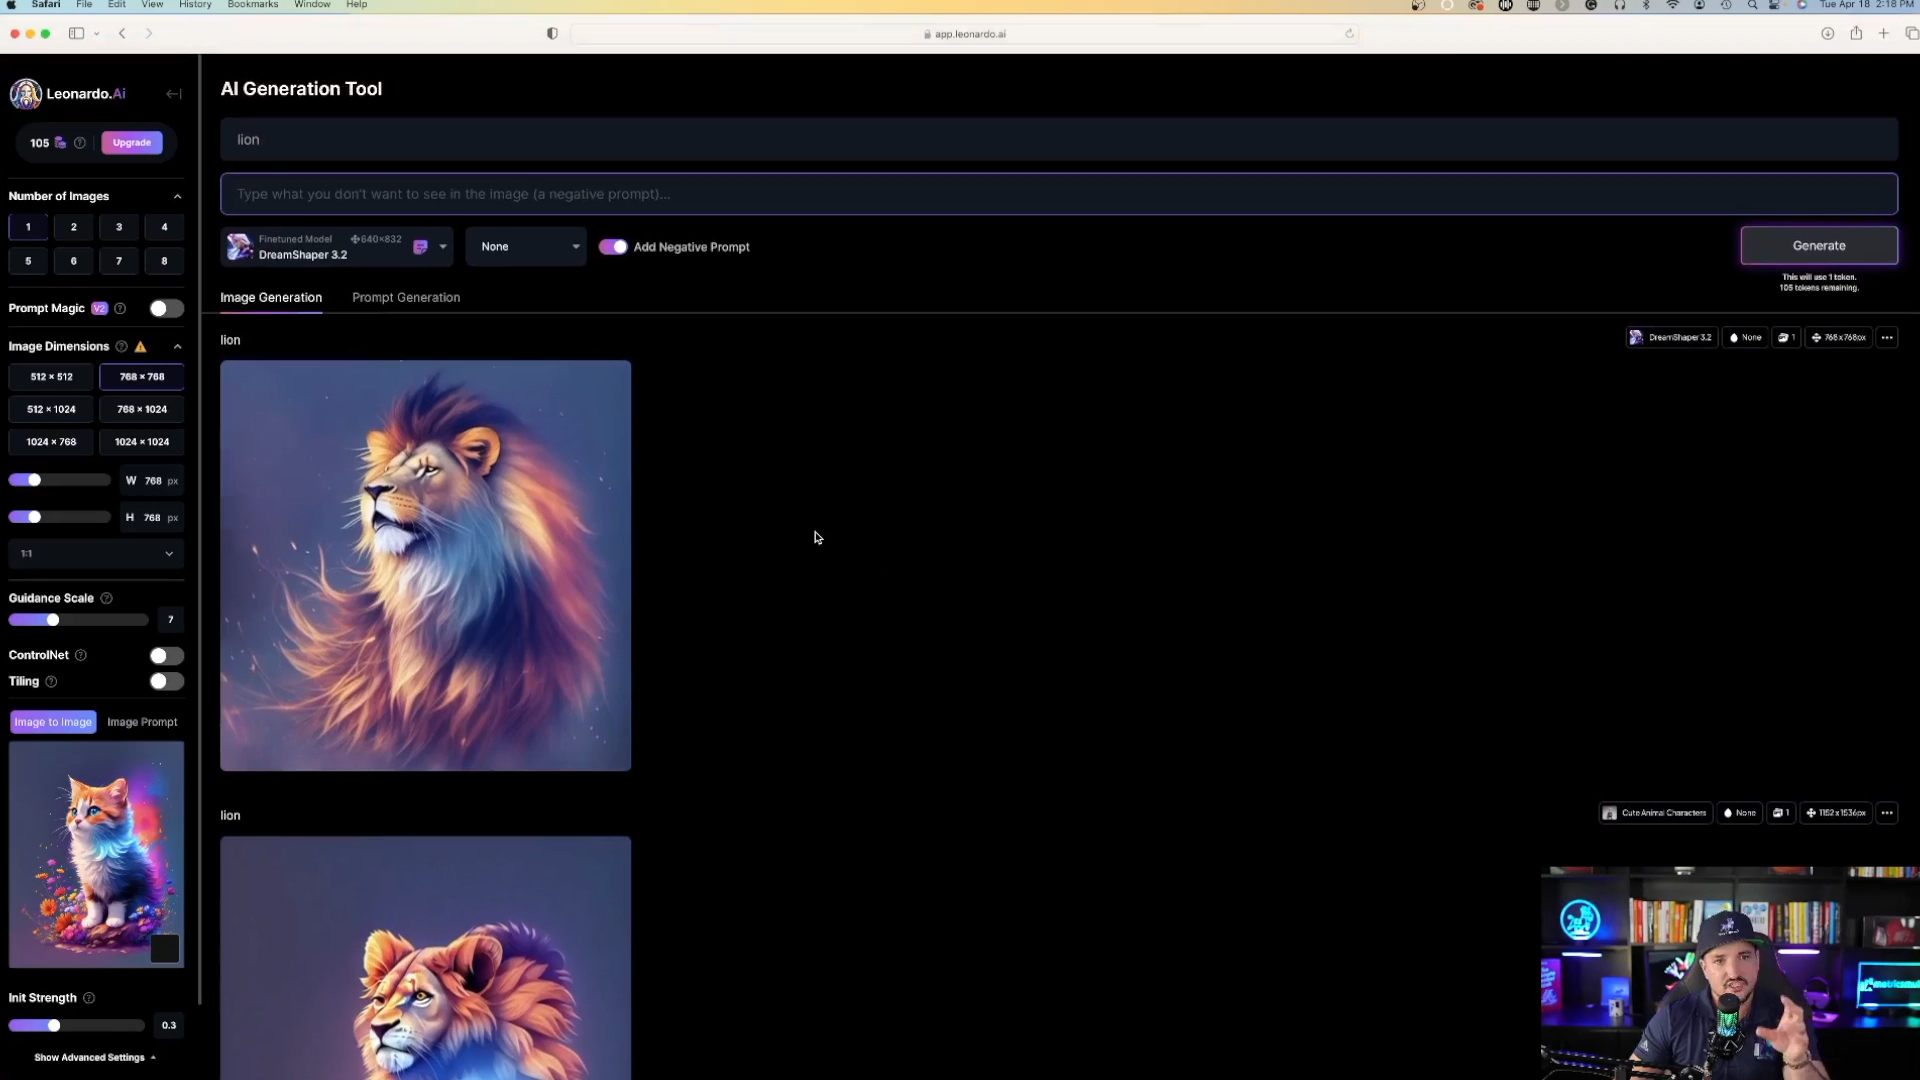 Safari File Edit View History Bookmarks Window Help
Tue Apr 18 2:18 PM
app.leonardo.ai
Leonardo.Ai
105
Upgrade
Number of Images
1 2 3 4
5 6 7 8
Prompt Magic V2
Image Dimensions
512 × 512 768 × 768
512 × 1024 768 × 1024
1024 × 768 1024 × 1024
W 768 px
H 768 px
1:1
Guidance Scale
7
ControlNet
Tiling
Image to Image Image Prompt
Init Strength
0.3
Show Advanced Settings
AI Generation Tool
lion
Type what you don't want to see in the image (a negative prompt)...
Finetuned Model 640×832
DreamShaper 3.2
None
Add Negative Prompt
Generate
This will use 1 token.
105 tokens remaining.
Image Generation Prompt Generation
lion
DreamShaper 3.2 None 1 768x768px
lion
Cute Animal Characters None 1 1152x1536px